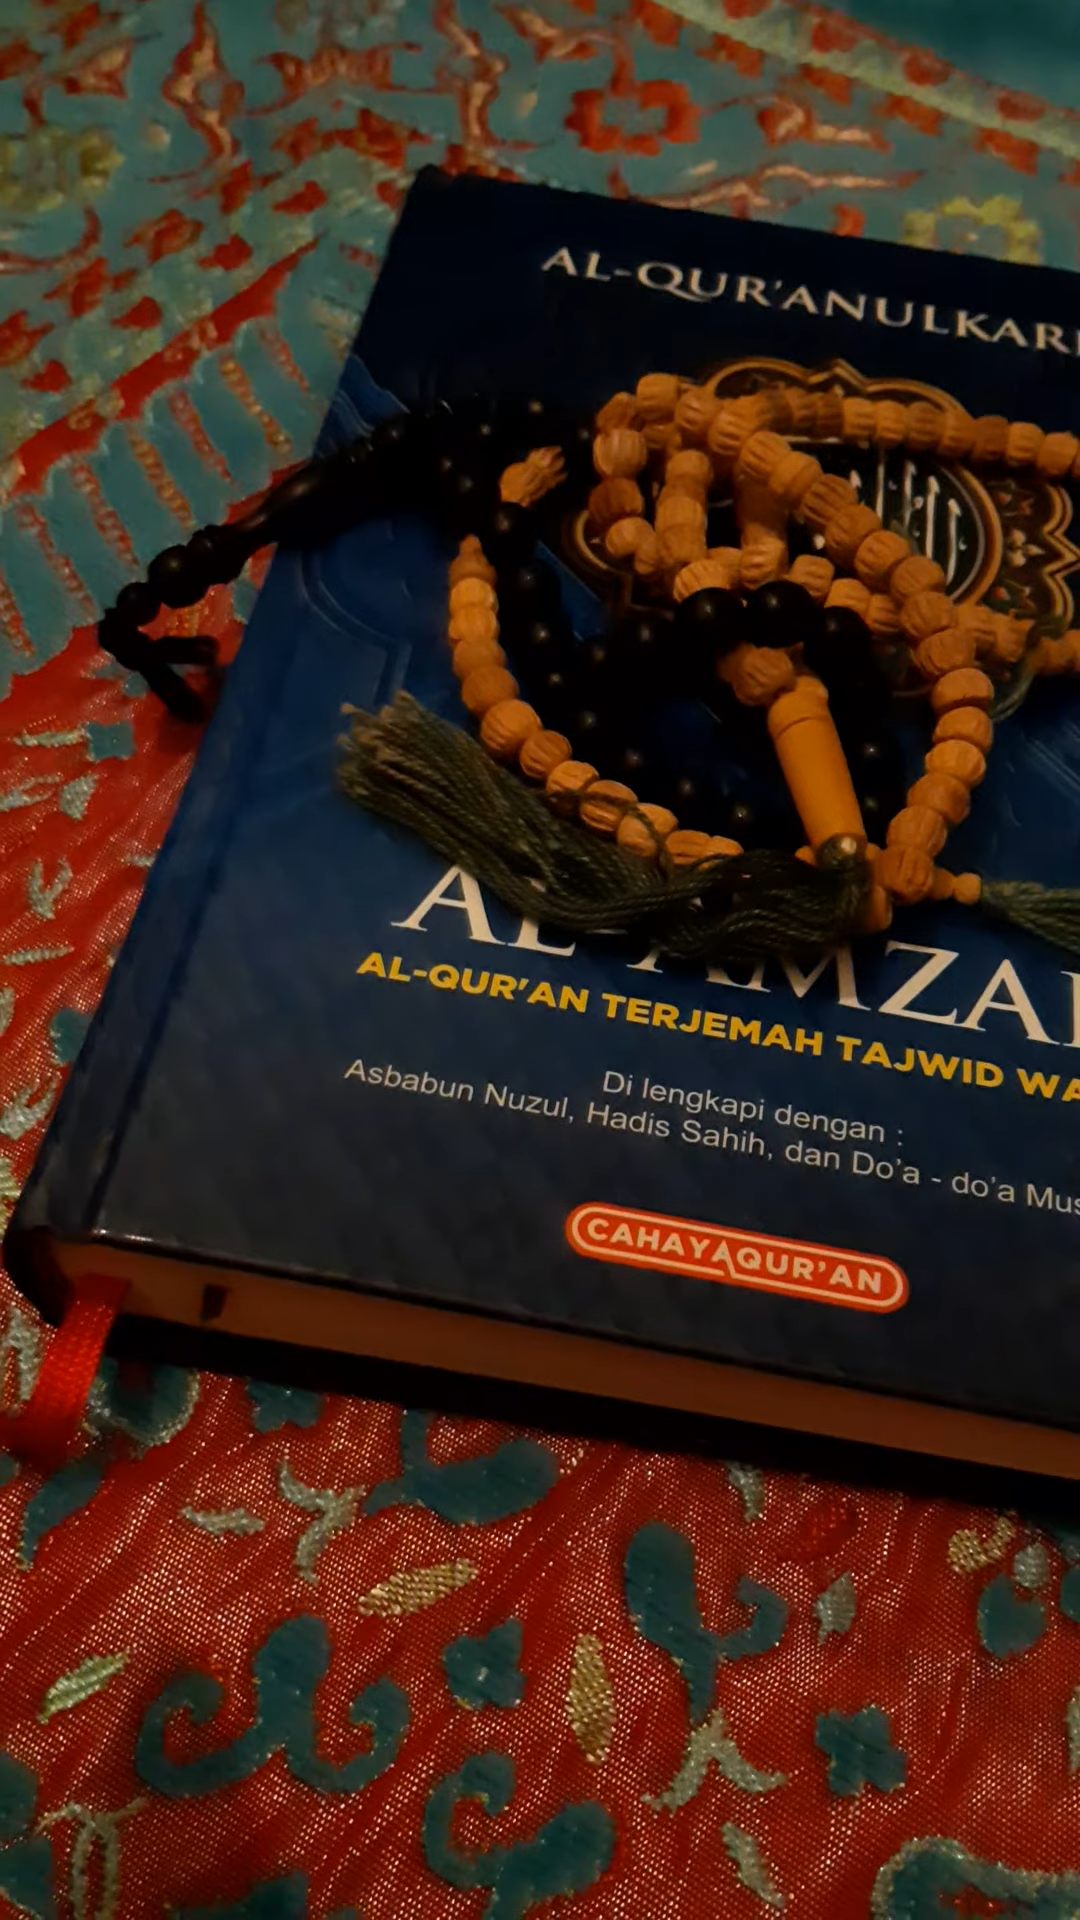 AL-QUR'ANULKAR
AL-QUR'AN TERJEMAH TAJWID WA
Di lengkapi dengan :
Asbabun Nuzul, Hadis Sahih, dan Do'a - do'a Mus
CAHAYAQUR'AN